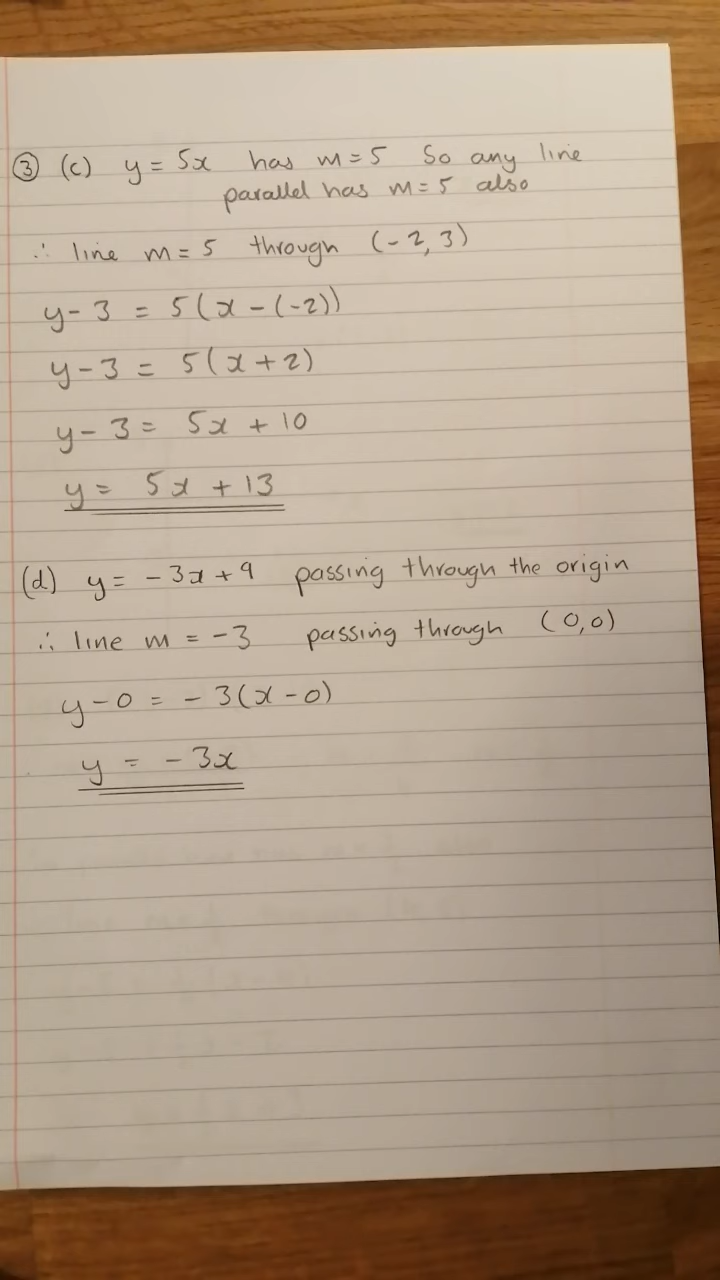 ③ (c) y = 5x has m = 5 So any line
parallel has m = 5 also
∴ line m = 5 through (-2, 3)
y - 3 = 5(x - (-2))
y - 3 = 5(x + 2)
y - 3 = 5x + 10
y = 5x + 13
(d) y = -3x + 9 passing through the origin
∴ line m = -3 passing through (0,0)
y - 0 = -3(x - 0)
y = -3x